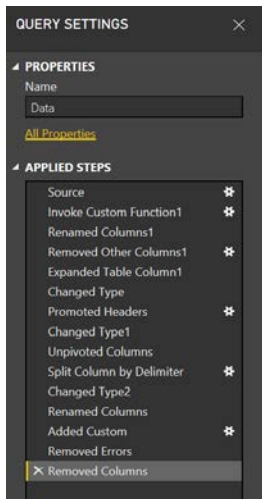 QUERY SETTINGS
PROPERTIES
Name
Data
All Properties
APPLIED STEPS
Source
Invoke Custom Function1
Renamed Columns1
Removed Other Columns1
Expanded Table Column1
Changed Type
Promoted Headers
Changed Type1
Unpivoted Columns
Split Column by Delimiter
Changed Type2
Renamed Columns
Added Custom
Removed Errors
Removed Columns